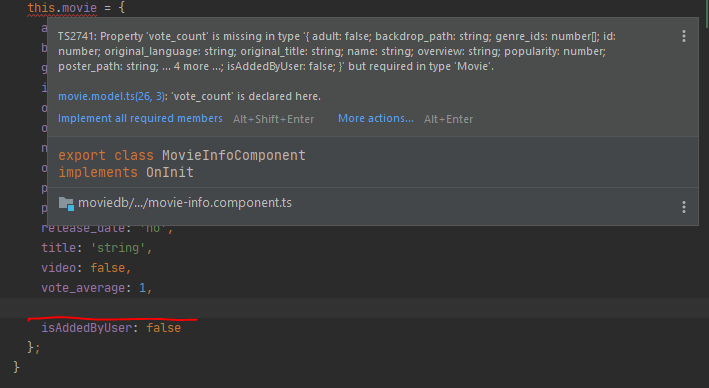 this.movie = {
a
b
g
i
o
o
n
o
p
p
TS2741: Property 'vote_count' is missing in type '{ adult: false; backdrop_path: string; genre_ids: number[]; id:
number; original_language: string; original_title: string; name: string; overview: string; popularity: number;
poster_path: string; ... 4 more ...; isAddedByUser: false; }' but required in type 'Movie'.
movie.model.ts(26, 3): 'vote_count' is declared here.
Implement all required members Alt+Shift+Enter More actions... Alt+Enter
export class MovieInfoComponent
implements OnInit
moviedb/.../movie-info.component.ts
release_date: 'no',
title: 'string',
video: false,
vote_average: 1,
isAddedByUser: false
};
}